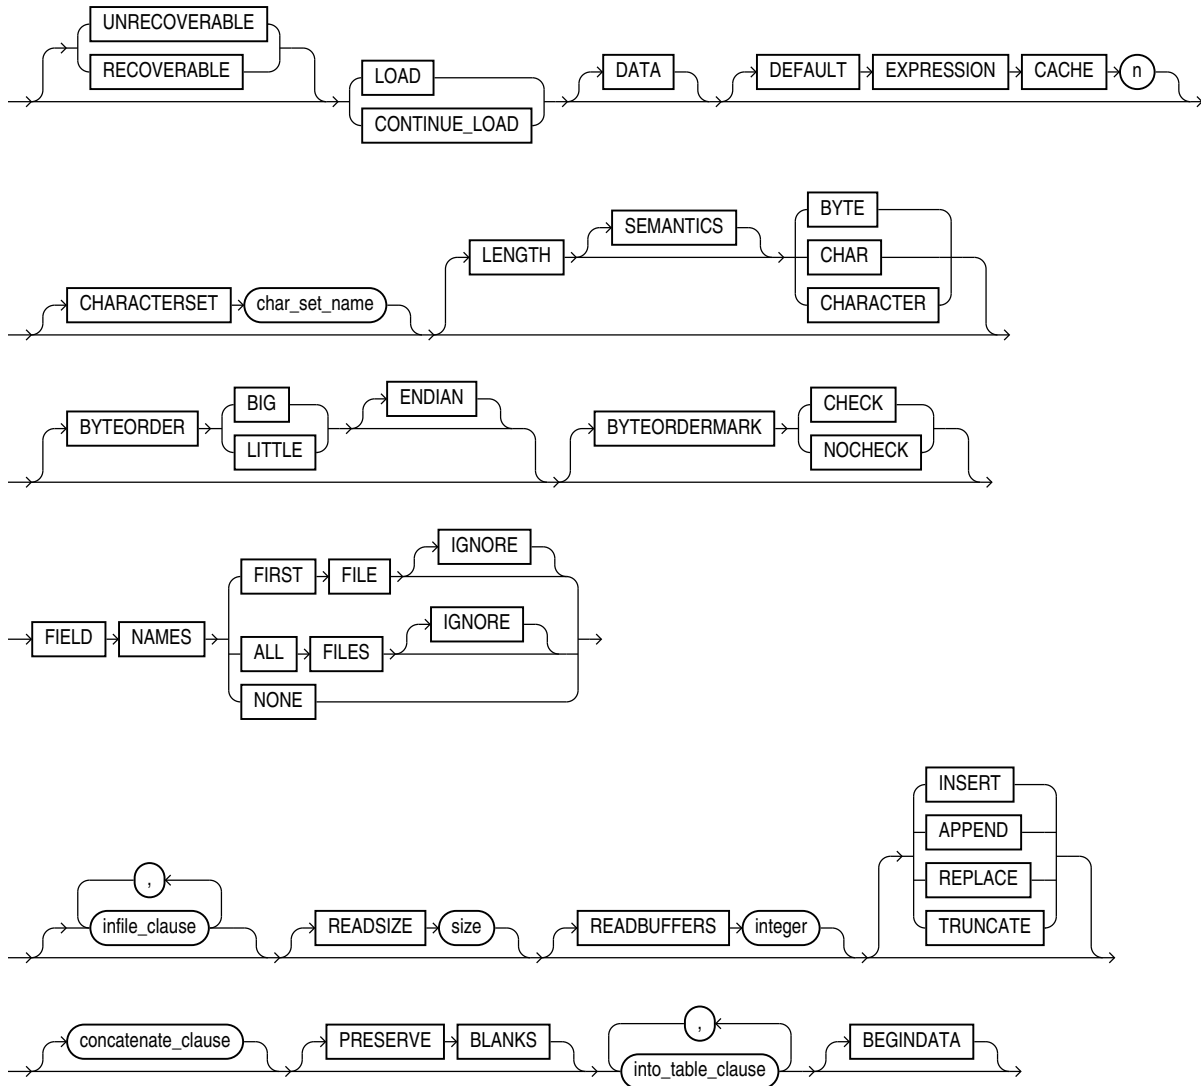 UNRECOVERABLE
RECOVERABLE
LOAD
CONTINUE_LOAD
DATA
DEFAULT EXPRESSION CACHE n
CHARACTERSET char_set_name
LENGTH SEMANTICS
BYTE
CHAR
CHARACTER
BYTEORDER
BIG
LITTLE
ENDIAN
BYTEORDERMARK
CHECK
NOCHECK
FIELD NAMES
FIRST FILE IGNORE
ALL FILES IGNORE
NONE
,
infile_clause
READSIZE size
READBUFFERS integer
INSERT
APPEND
REPLACE
TRUNCATE
concatenate_clause
PRESERVE BLANKS
,
into_table_clause
BEGINDATA